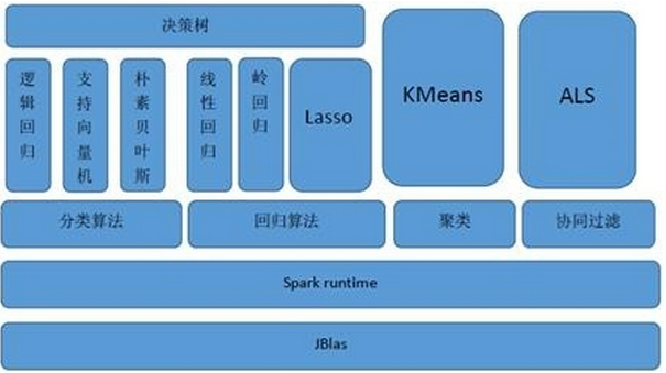 决策树
逻辑回归
支持向量机
朴素贝叶斯
线性回归
岭回归
Lasso
KMeans
ALS
分类算法
回归算法
聚类
协同过滤
Spark runtime
JBlas